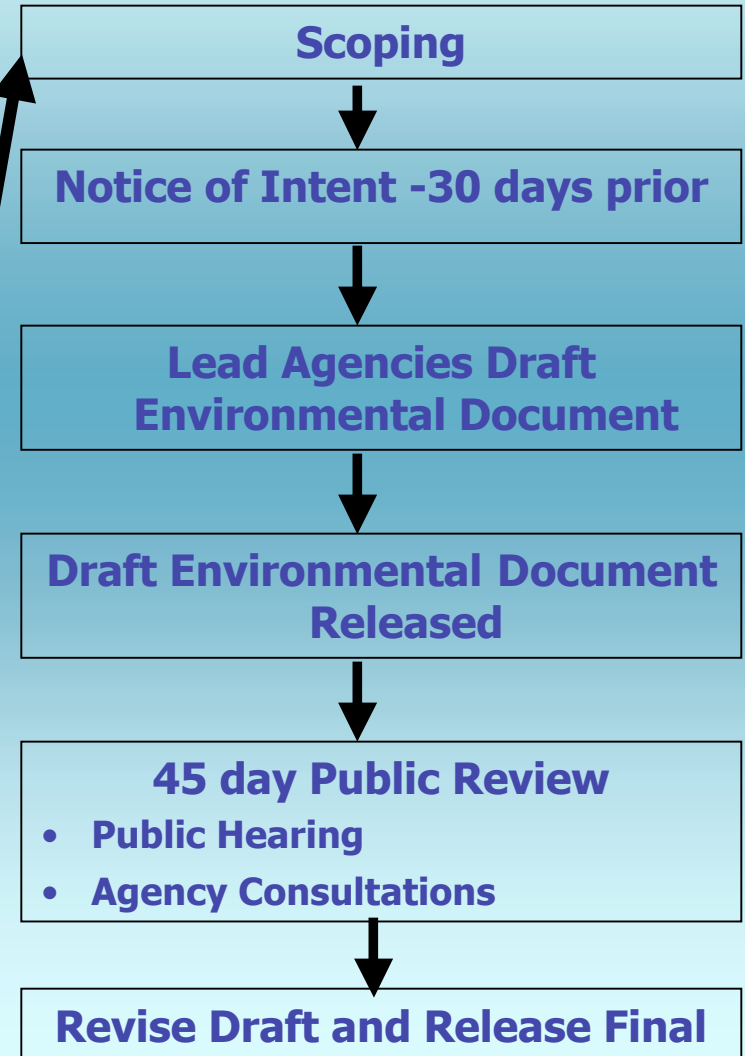 Scoping
Notice of Intent -30 days prior
Lead Agencies Draft
Environmental Document
Draft Environmental Document
Released
45 day Public Review
• Public Hearing
• Agency Consultations
Revise Draft and Release Final